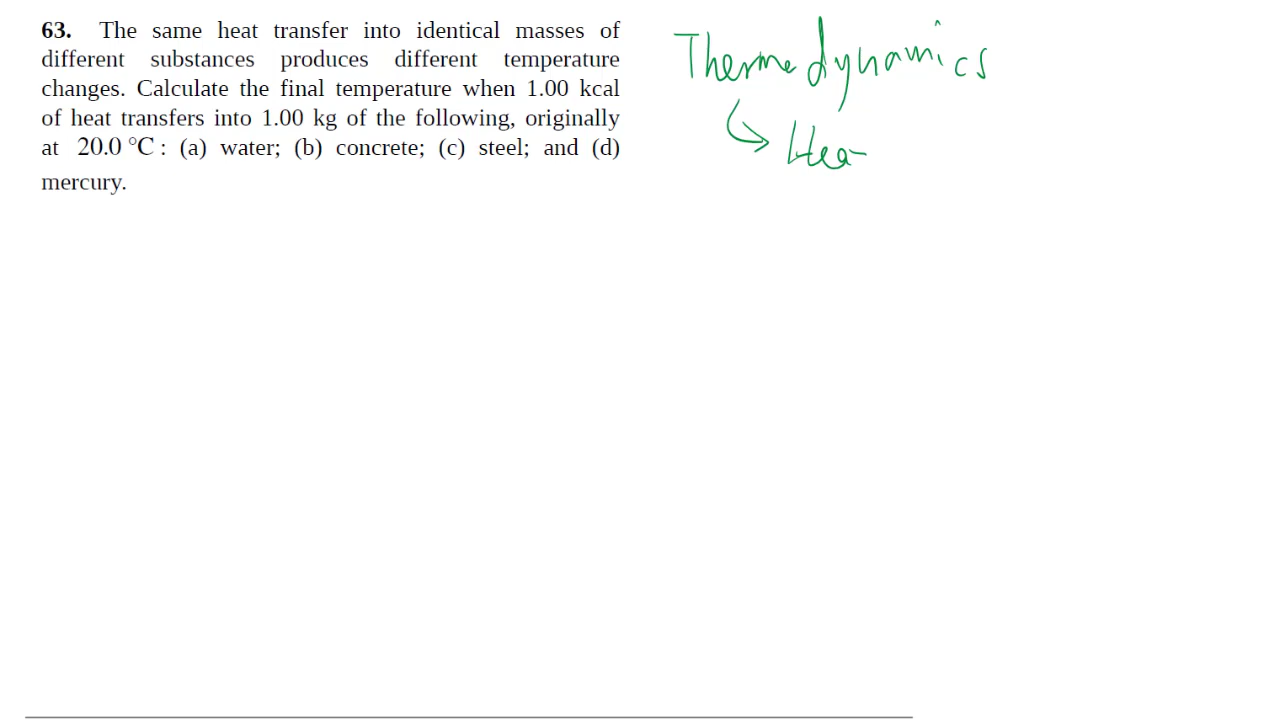 63. The same heat transfer into identical masses of
different substances produces different temperature
changes. Calculate the final temperature when 1.00 kcal
of heat transfers into 1.00 kg of the following, originally
at 20.0 °C : (a) water; (b) concrete; (c) steel; and (d)
mercury.
Thermodynamics
↳ Hea